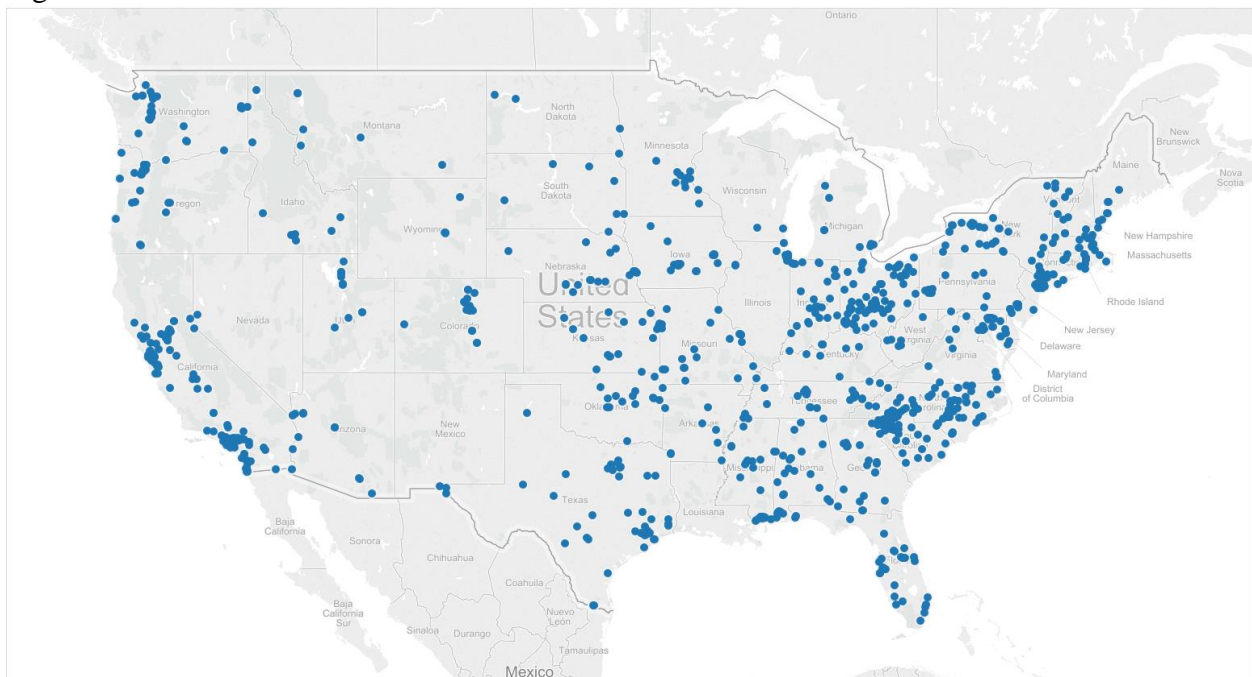 Ontario
Washington
Montana
North
Dakota
Minnesota
New
Brunswick
Maine
Nova
Scotia
South
Dakota
Wisconsin
Oregon
Idaho
Michigan
Wyoming
New Hampshire
Massachusetts
Iowa
Nebraska
Pennsylvania
Rhode Island
United
States
Illinois
Nevada
Colorado
New Jersey
West
Virginia
Delaware
Missouri
Kansas
California
Kentucky
Virginia
Maryland
District
of Columbia
Tennessee
Arizona
New
Mexico
Arkansas
Mississippi
Texas
Louisiana
Baja
California
Sonora
Chihuahua
Coahuila
Baja
California
Sur
Nuevo
León
Sinaloa
Durango
Tamaulipas
Mexico